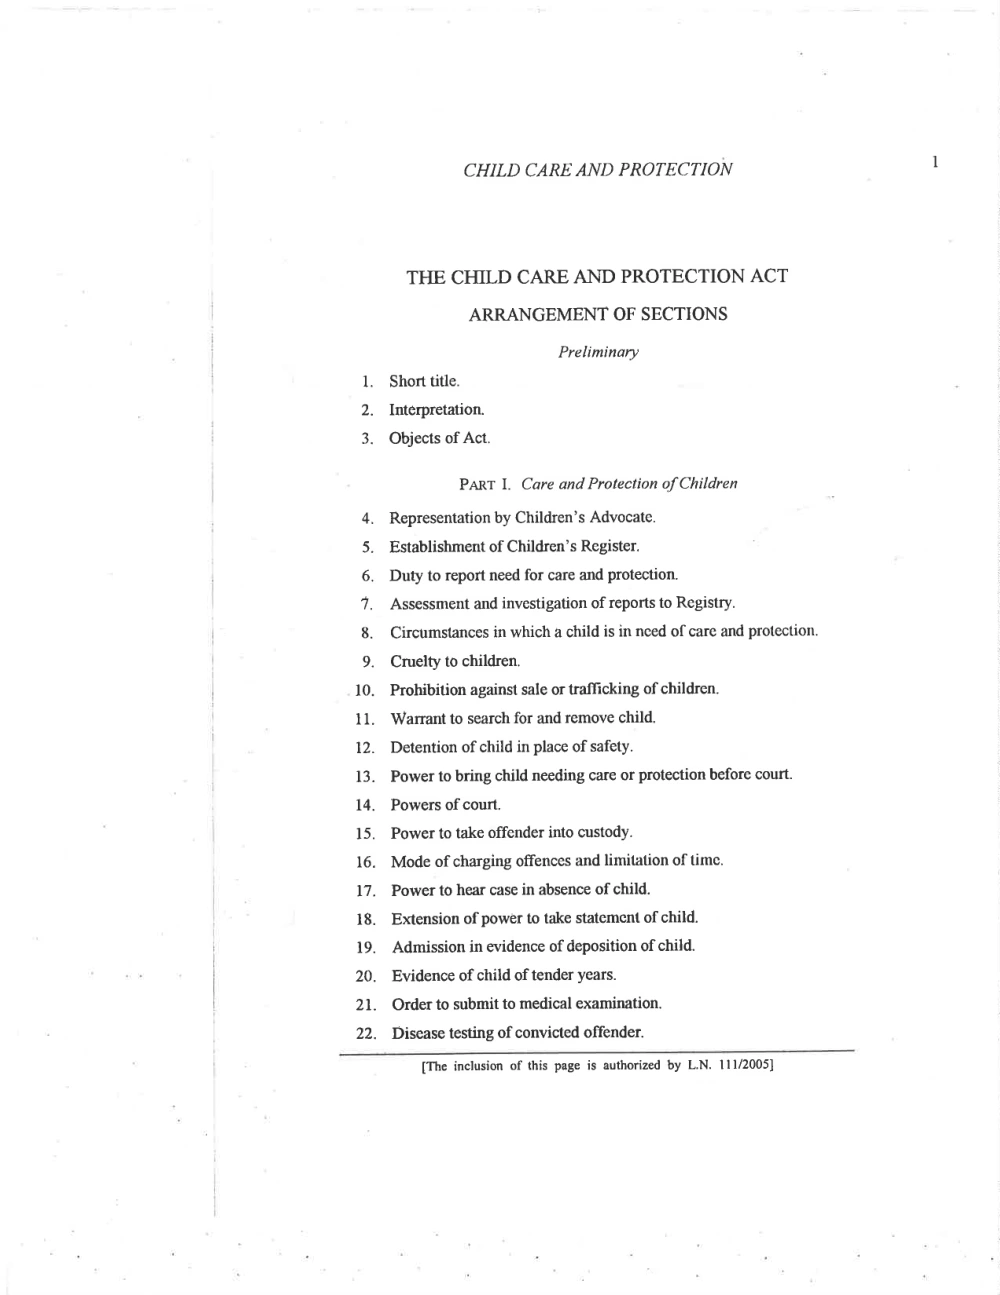 CHILD CARE AND PROTECTION
1
THE CHILD CARE AND PROTECTION ACT
ARRANGEMENT OF SECTIONS
Preliminary
1. Short title.
2. Interpretation.
3. Objects of Act.
PART I. Care and Protection of Children
4. Representation by Children's Advocate.
5. Establishment of Children's Register.
6. Duty to report need for care and protection.
7. Assessment and investigation of reports to Registry.
8. Circumstances in which a child is in need of care and protection.
9. Cruelty to children.
10. Prohibition against sale or trafficking of children.
11. Warrant to search for and remove child.
12. Detention of child in place of safety.
13. Power to bring child needing care or protection before court.
14. Powers of court.
15. Power to take offender into custody.
16. Mode of charging offences and limitation of time.
17. Power to hear case in absence of child.
18. Extension of power to take statement of child.
19. Admission in evidence of deposition of child.
20. Evidence of child of tender years.
21. Order to submit to medical examination.
22. Disease testing of convicted offender.
[The inclusion of this page is authorized by L.N. 111/2005]